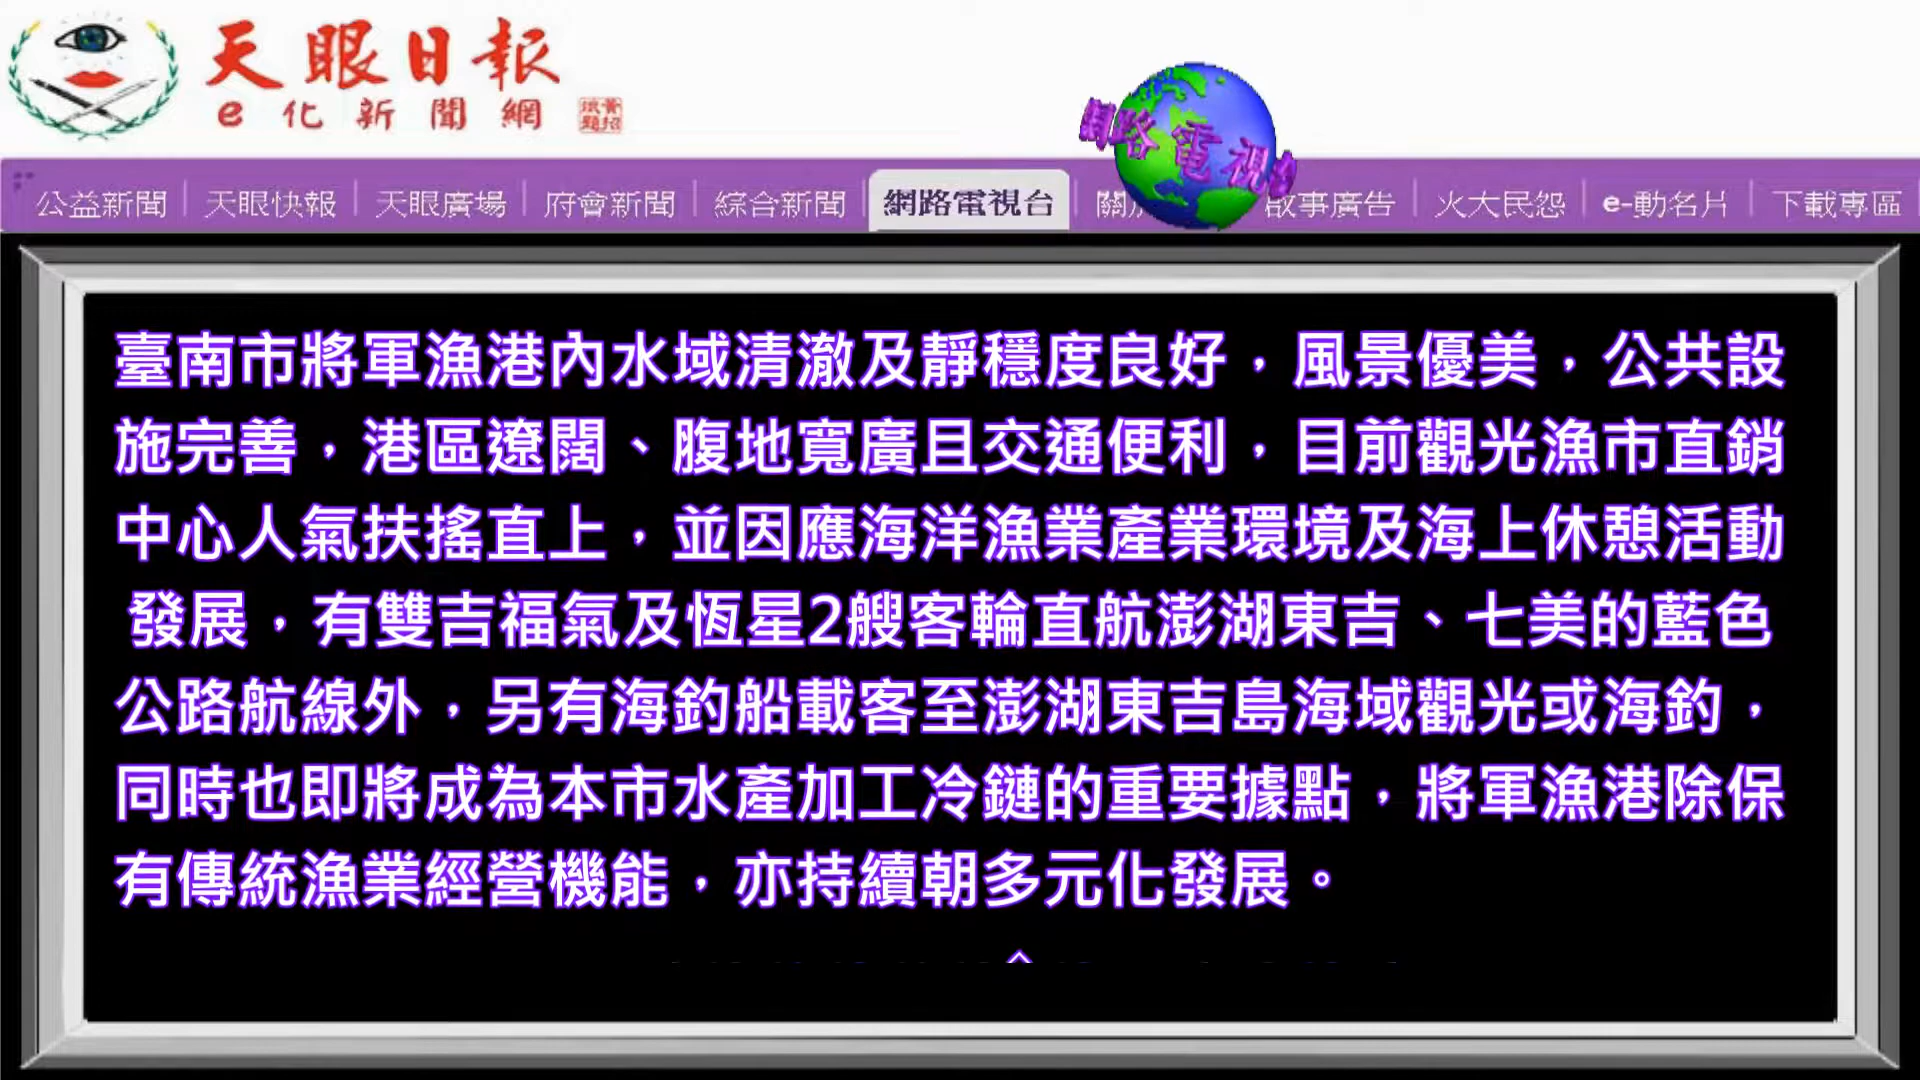 天眼日報
e化新聞網
網路電視台
公益新聞 天眼快報 天眼廣場 府會新聞 綜合新聞 網路電視台 啟事廣告 火大民怨 e-動名片 下載專區
臺南市將軍漁港內水域清澈及靜穩度良好，風景優美，公共設
施完善，港區遼闊、腹地寬廣且交通便利，目前觀光漁市直銷
中心人氣扶搖直上，並因應海洋漁業產業環境及海上休憩活動
發展，有雙吉福氣及恆星2艘客輪直航澎湖東吉、七美的藍色
公路航線外，另有海釣船載客至澎湖東吉島海域觀光或海釣，
同時也即將成為本市水產加工冷鏈的重要據點，將軍漁港除保
有傳統漁業經營機能，亦持續朝多元化發展。